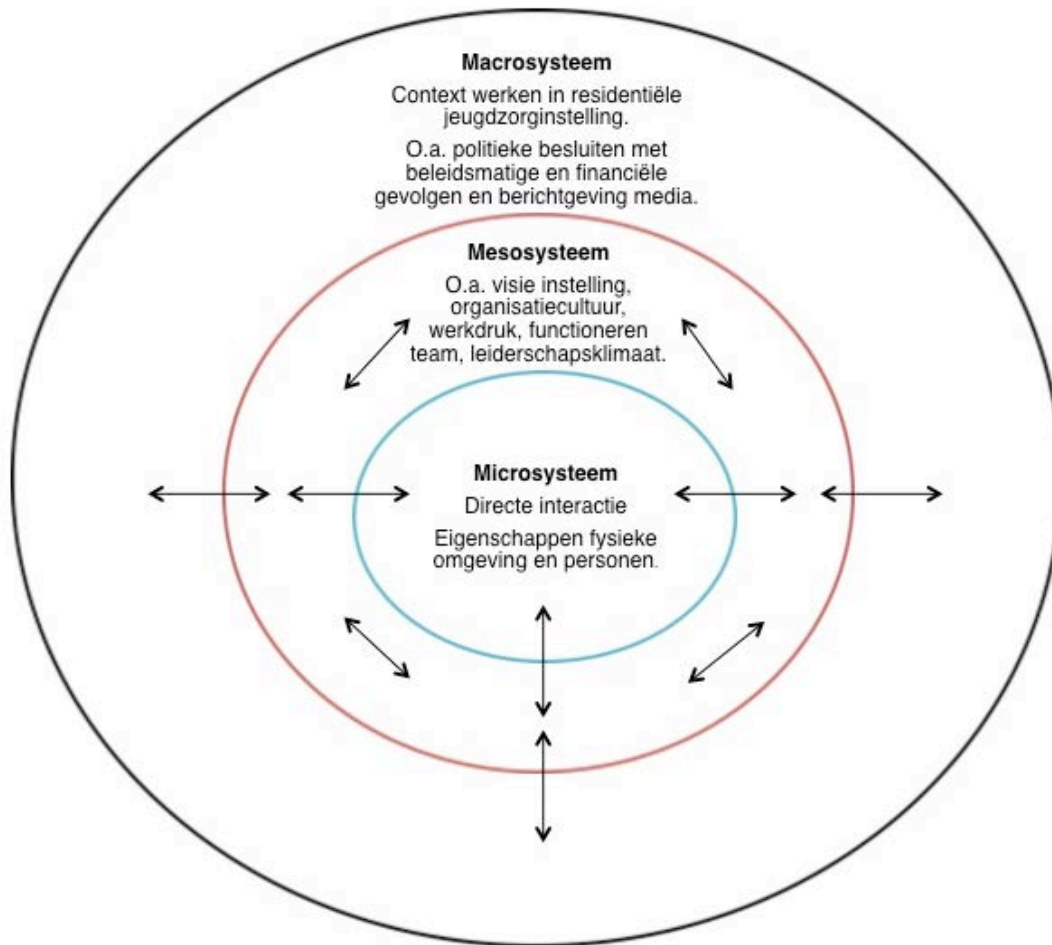 Macrosysteem
Context werken in residentiële
jeugdzorginstelling.
O.a. politieke besluiten met
beleidsmatige en financiële
gevolgen en berichtgeving media.
Mesosysteem
O.a. visie instelling,
organisatiecultuur,
werkdruk, functioneren
team, leiderschapsklimaat.
Microsysteem
Directe interactie
Eigenschappen fysieke
omgeving en personen.